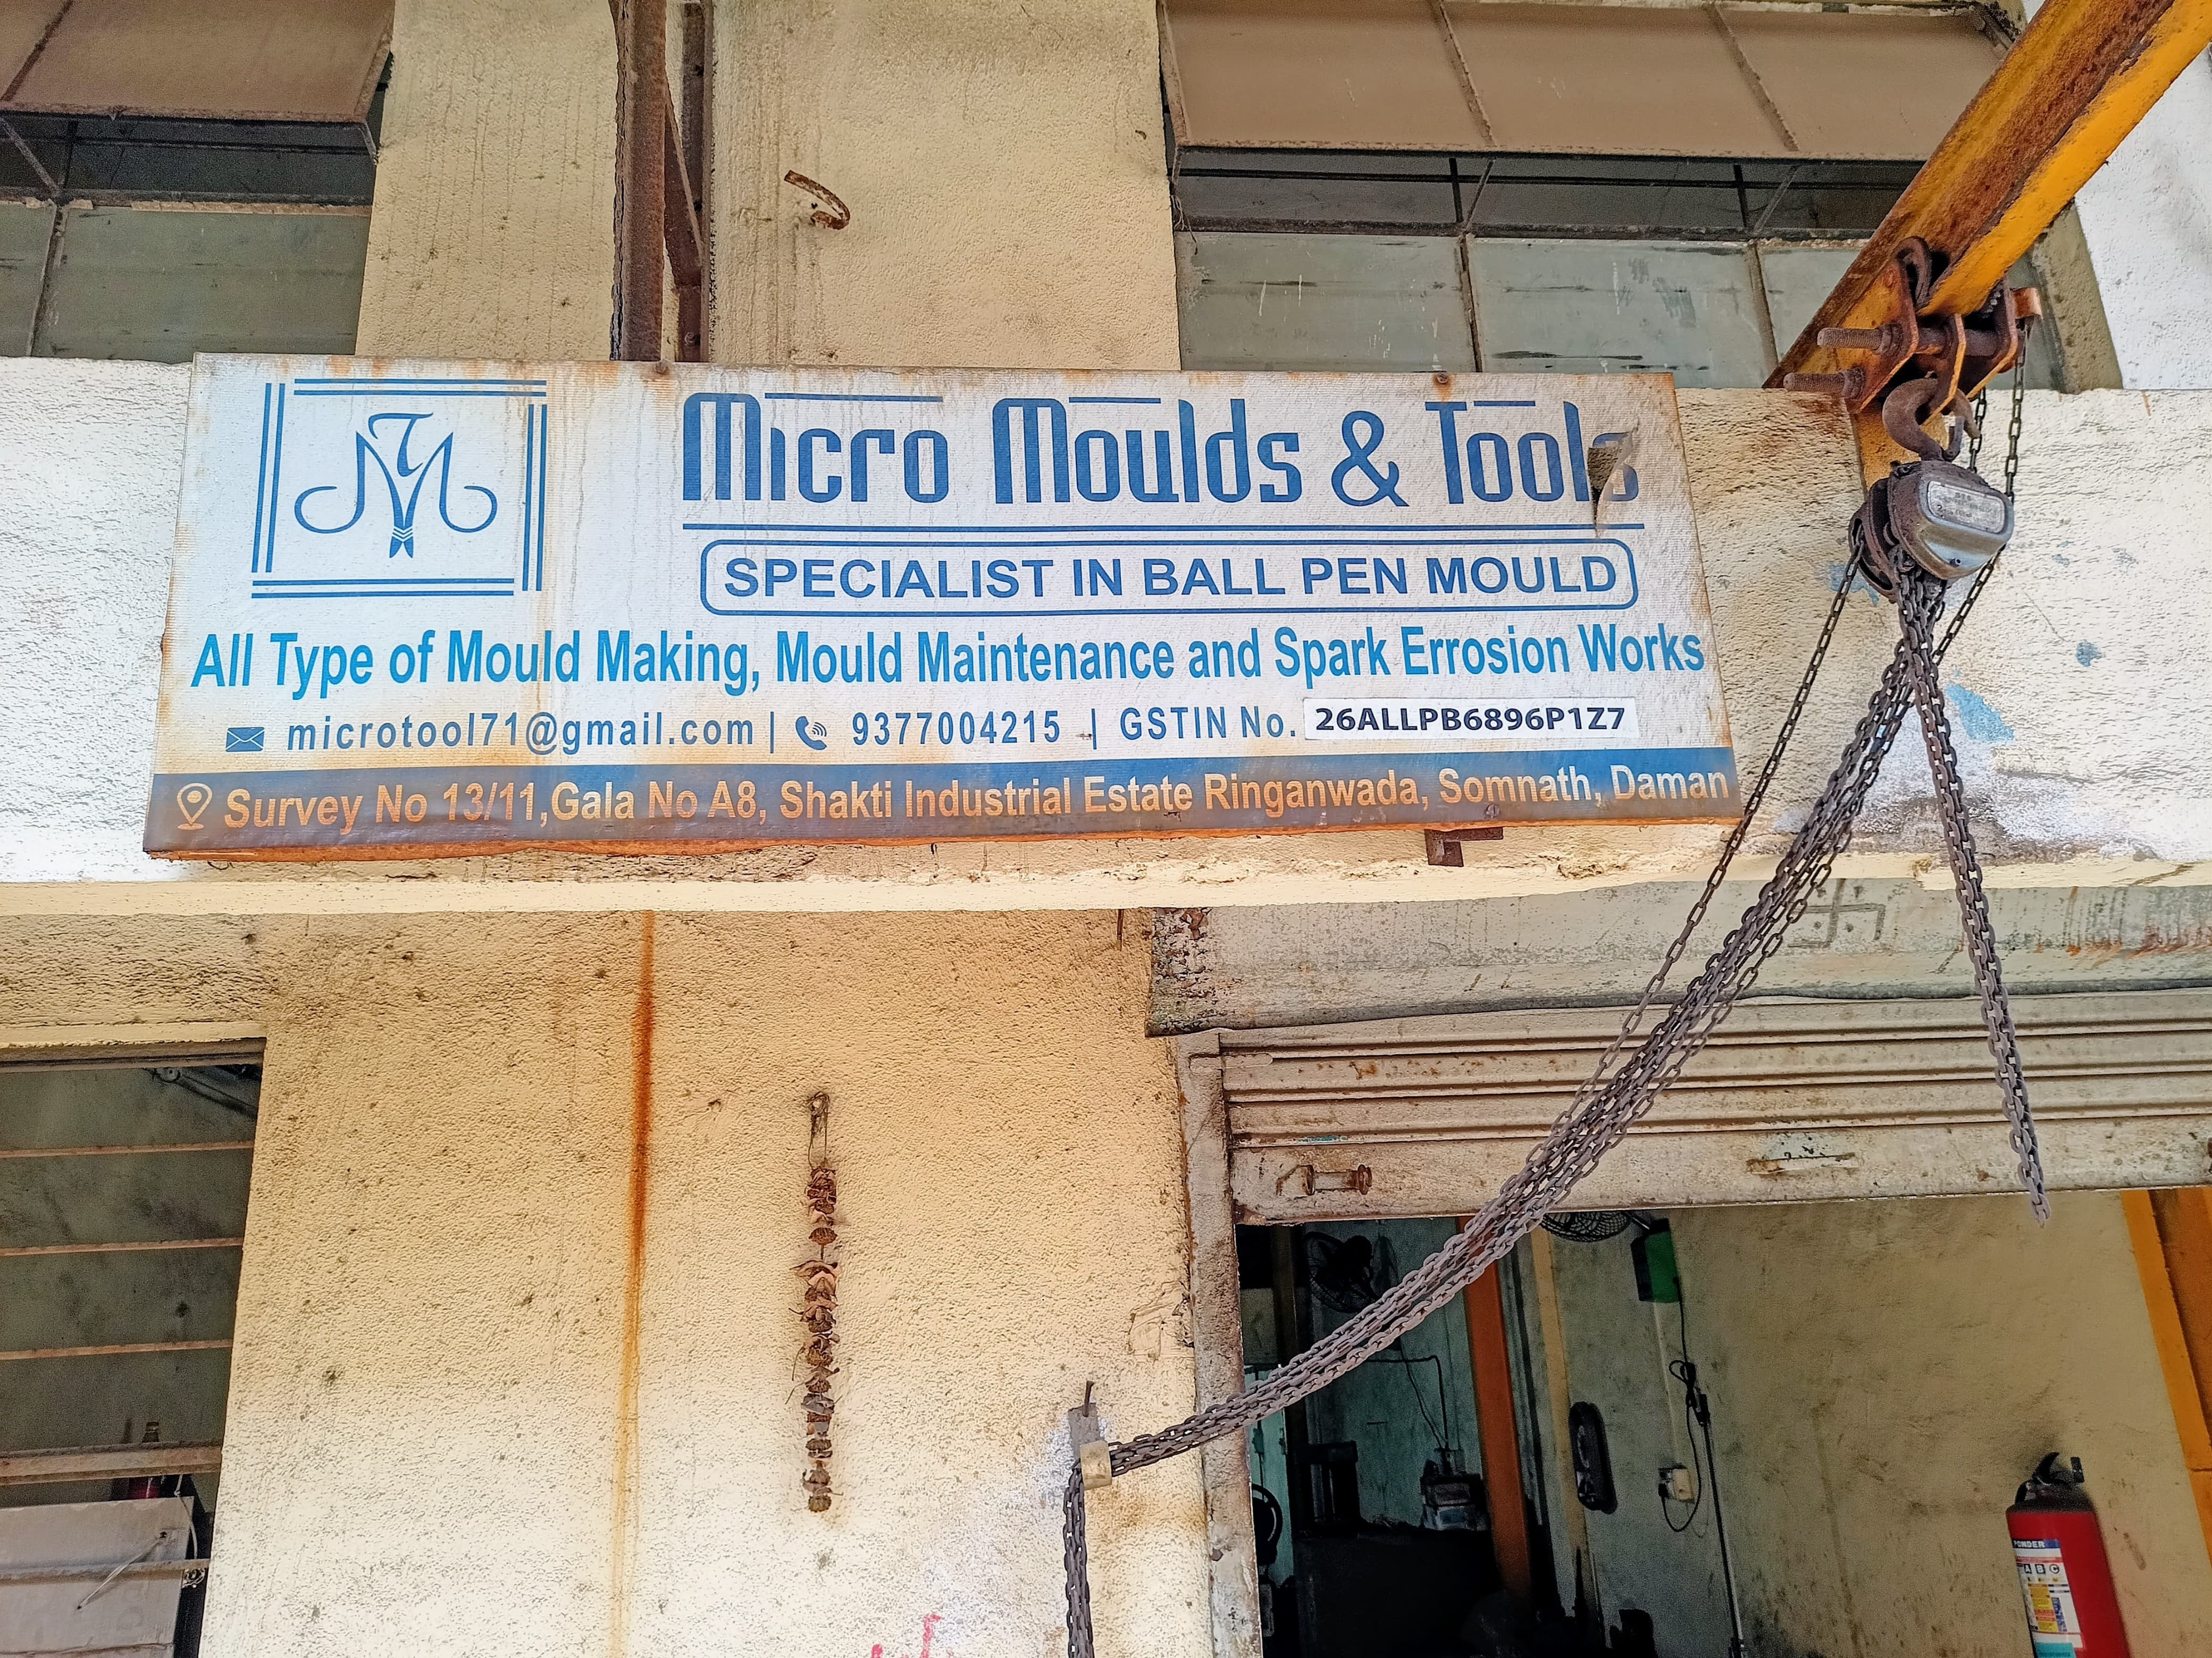 Micro Moulds & Tools
SPECIALIST IN BALL PEN MOULD
All Type of Mould Making, Mould Maintenance and Spark Errosion Works
microtool71@gmail.com | 9377004215 | GSTIN No. 26ALLPB6896P1Z7
Survey No 13/11,Gala No A8, Shakti Industrial Estate Ringanwada, Somnath, Daman
A B C